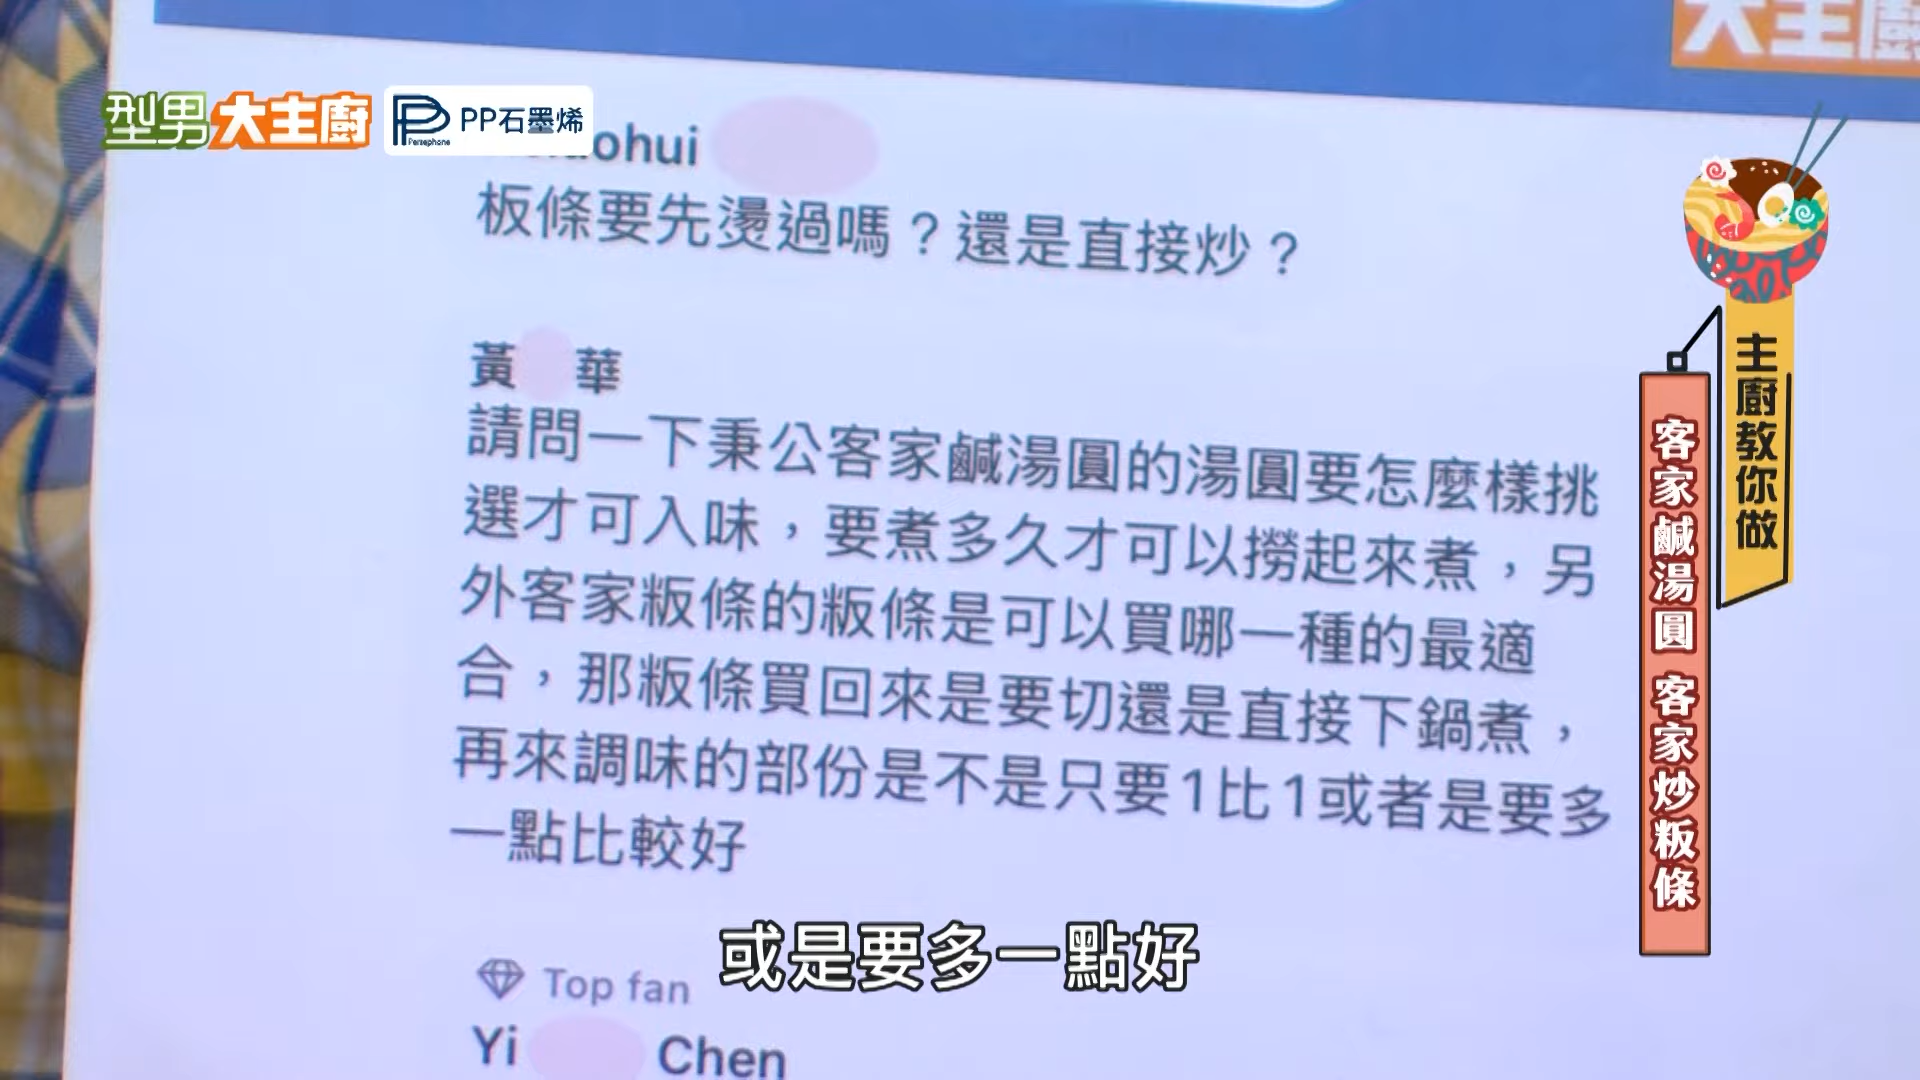 大主廚
型男大主廚
PP石墨烯
Persephone
ohui
板條要先燙過嗎？還是直接炒？
黃 華
請問一下秉公客家鹹湯圓的湯圓要怎麼樣挑
選才可入味，要煮多久才可以撈起來煮，另
外客家粄條的粄條是可以買哪一種的最適
合，那粄條買回來是要切還是直接下鍋煮，
再來調味的部份是不是只要1比1或者是要多
一點比較好
Top fan
Yi Chen
主廚教你做
客家鹹湯圓 客家炒粄條
或是要多一點好